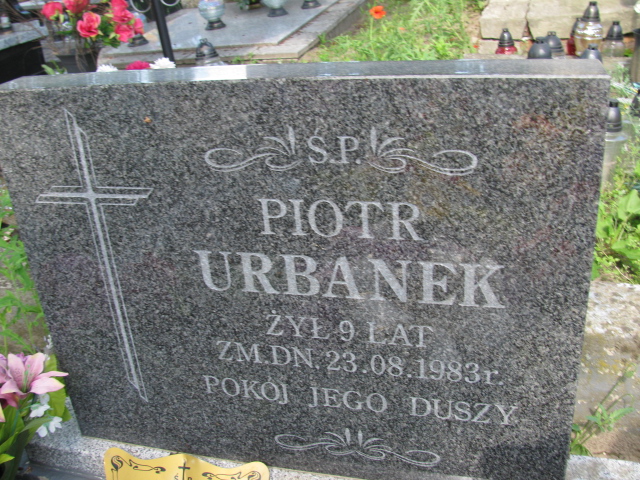 Ś.P.
PIOTR
URBANEK
ŻYŁ 9 LAT
ZM. DN. 23.08.1983r.
POKÓJ JEGO DUSZY